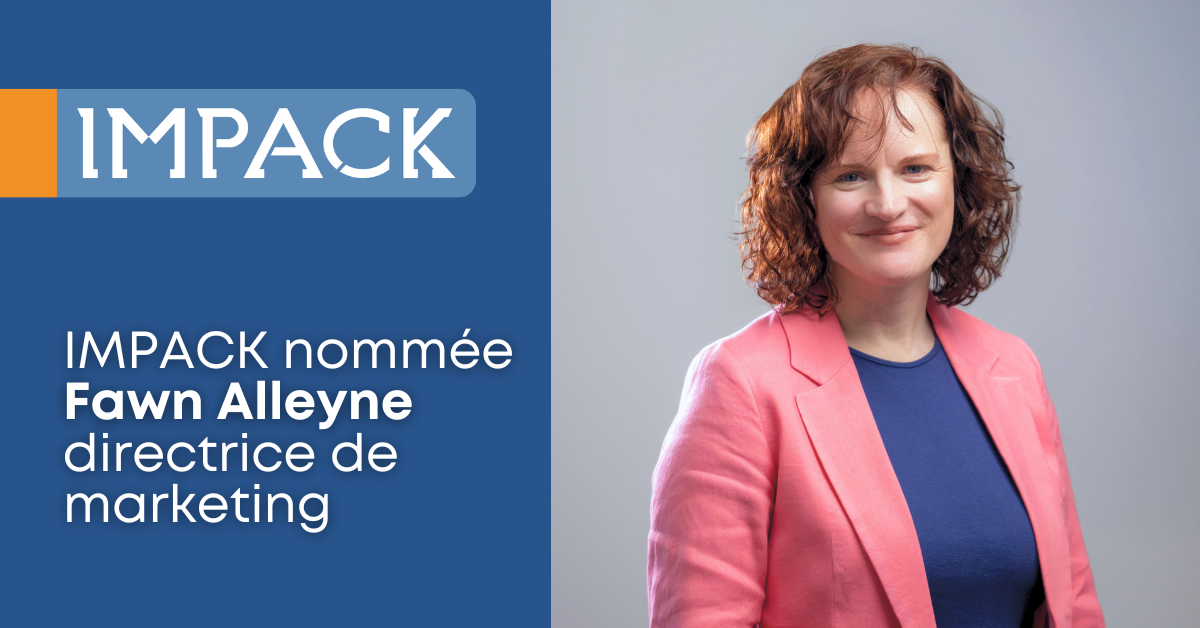 IMPACK
IMPACK nommée
Fawn Alleyne
directrice de
marketing